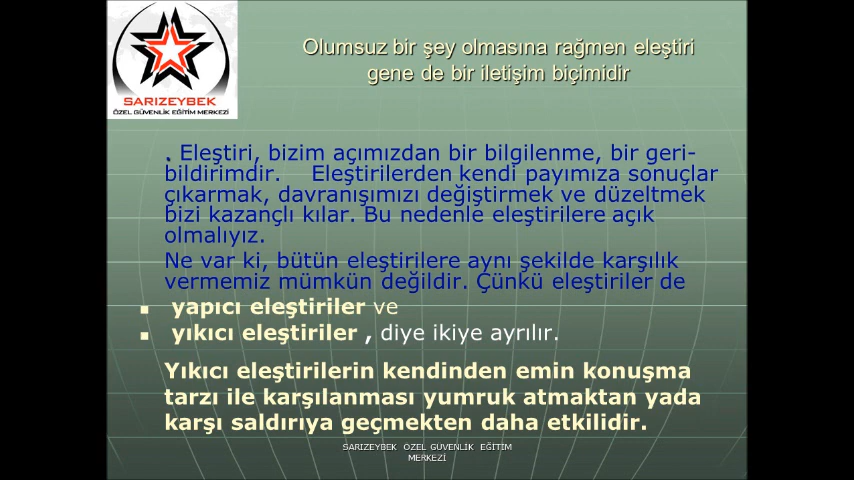 SARIZEYBEK
ÖZEL GÜVENLİK EĞİTİM MERKEZİ
Olumsuz bir şey olmasına rağmen eleştiri
gene de bir iletişim biçimidir
. Eleştiri, bizim açımızdan bir bilgilenme, bir geri-
bildirimdir. Eleştirilerden kendi payımıza sonuçlar
çıkarmak, davranışımızı değiştirmek ve düzeltmek
bizi kazançlı kılar. Bu nedenle eleştirilere açık
olmalıyız.
Ne var ki, bütün eleştirilere aynı şekilde karşılık
vermemiz mümkün değildir. Çünkü eleştiriler de
■ yapıcı eleştiriler ve
■ yıkıcı eleştiriler , diye ikiye ayrılır.
Yıkıcı eleştirilerin kendinden emin konuşma
tarzı ile karşılanması yumruk atmaktan yada
karşı saldırıya geçmekten daha etkilidir.
SARIZEYBEK ÖZEL GÜVENLİK EĞİTİM
MERKEZİ